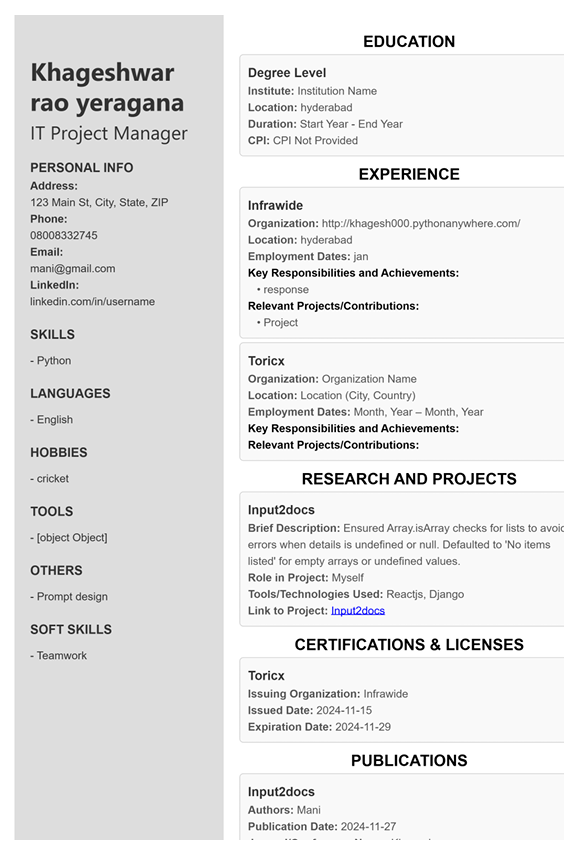 Khageshwar
rao yeragana
IT Project Manager
PERSONAL INFO
Address:
123 Main St, City, State, ZIP
Phone:
08008332745
Email:
mani@gmail.com
LinkedIn:
linkedin.com/in/username
SKILLS
- Python
LANGUAGES
- English
HOBBIES
- cricket
TOOLS
- [object Object]
OTHERS
- Prompt design
SOFT SKILLS
- Teamwork
EDUCATION
Degree Level
Institute: Institution Name
Location: hyderabad
Duration: Start Year - End Year
CPI: CPI Not Provided
EXPERIENCE
Infrawide
Organization: http://khagesh000.pythonanywhere.com/
Location: hyderabad
Employment Dates: jan
Key Responsibilities and Achievements:
• response
Relevant Projects/Contributions:
• Project
Toricx
Organization: Organization Name
Location: Location (City, Country)
Employment Dates: Month, Year – Month, Year
Key Responsibilities and Achievements:
Relevant Projects/Contributions:
RESEARCH AND PROJECTS
Input2docs
Brief Description: Ensured Array.isArray checks for lists to avoid
errors when details is undefined or null. Defaulted to 'No items
listed' for empty arrays or undefined values.
Role in Project: Myself
Tools/Technologies Used: Reactjs, Django
Link to Project: Input2docs
CERTIFICATIONS & LICENSES
Toricx
Issuing Organization: Infrawide
Issued Date: 2024-11-15
Expiration Date: 2024-11-29
PUBLICATIONS
Input2docs
Authors: Mani
Publication Date: 2024-11-27